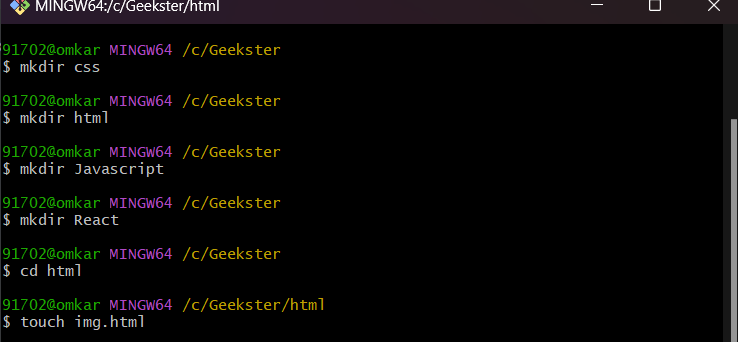 MINGW64:/c/Geekster/html
91702@omkar MINGW64 /c/Geekster
$ mkdir css
91702@omkar MINGW64 /c/Geekster
$ mkdir html
91702@omkar MINGW64 /c/Geekster
$ mkdir Javascript
91702@omkar MINGW64 /c/Geekster
$ mkdir React
91702@omkar MINGW64 /c/Geekster
$ cd html
91702@omkar MINGW64 /c/Geekster/html
$ touch img.html